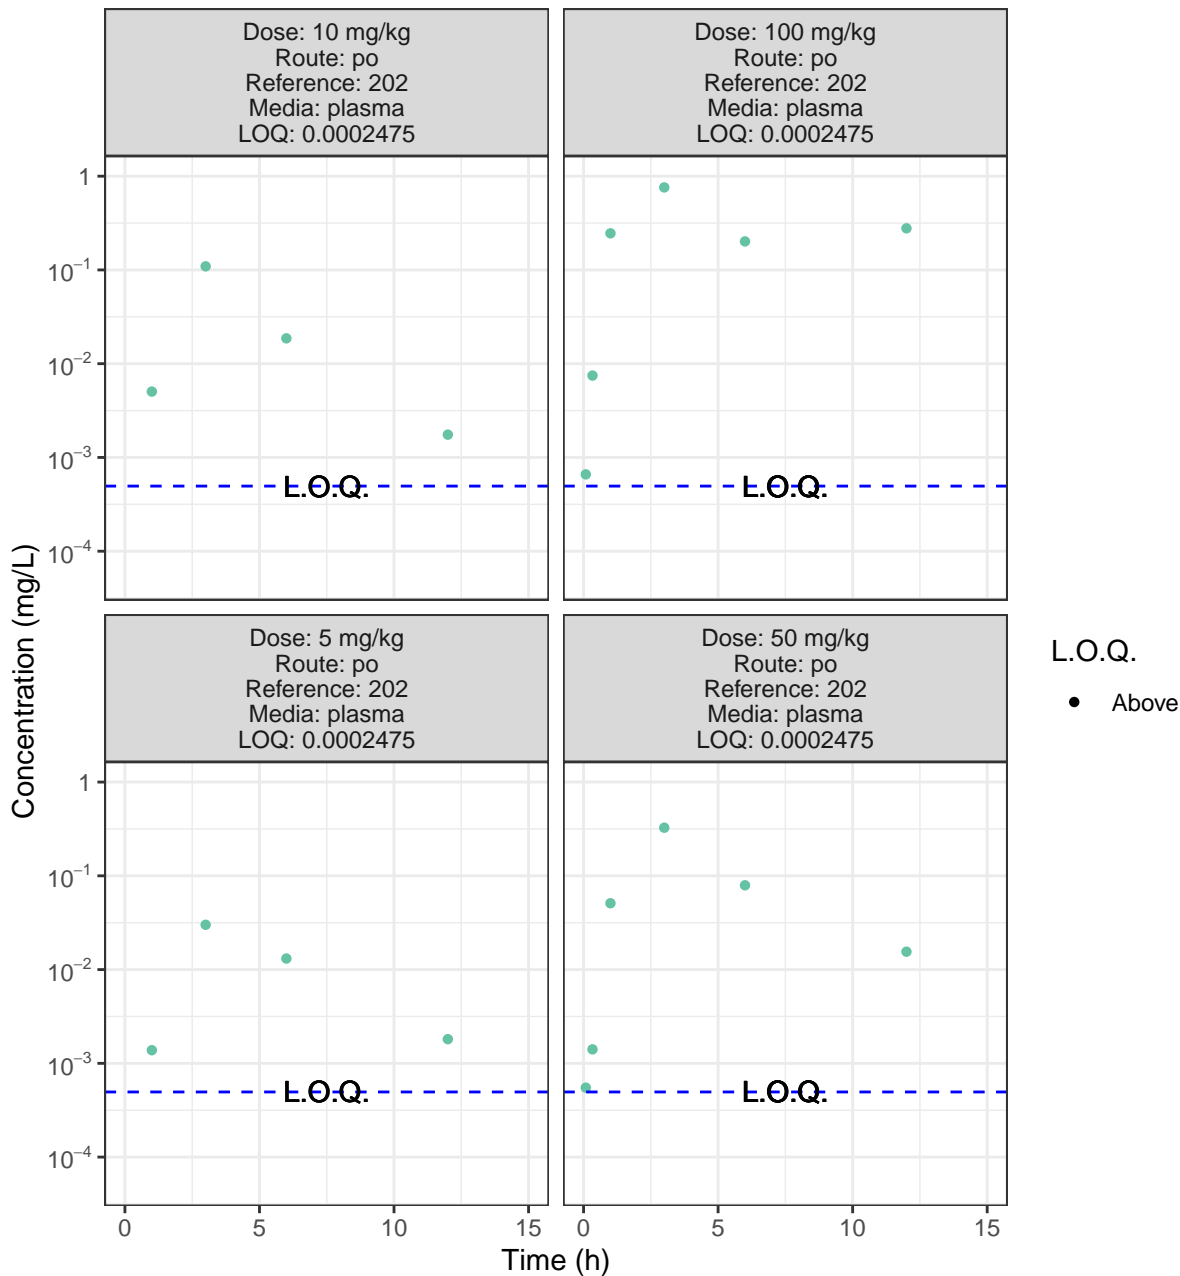 Dose: 10 mg/kg
Route: po
Reference: 202
Media: plasma
LOQ: 0.0002475
Dose: 100 mg/kg
Route: po
Reference: 202
Media: plasma
LOQ: 0.0002475
1
10⁻¹
10⁻²
10⁻³
10⁻⁴
L.O.Q.
L.O.Q.
Dose: 5 mg/kg
Route: po
Reference: 202
Media: plasma
LOQ: 0.0002475
Dose: 50 mg/kg
Route: po
Reference: 202
Media: plasma
LOQ: 0.0002475
1
10⁻¹
10⁻²
10⁻³
10⁻⁴
L.O.Q.
L.O.Q.
0 5 10 15
0 5 10 15
Time (h)
Concentration (mg/L)
L.O.Q.
Above